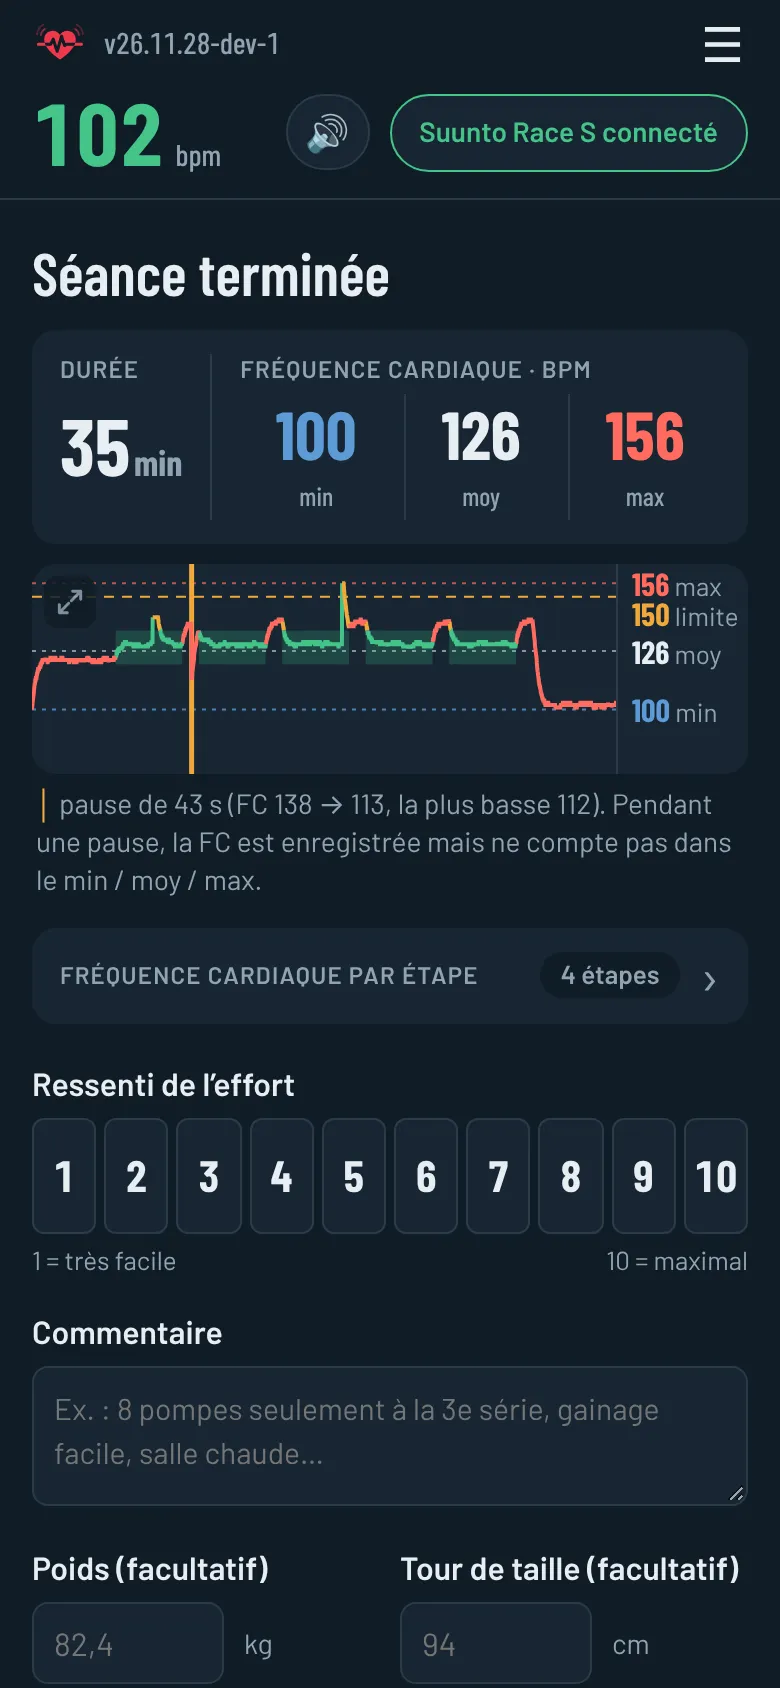 v26.11.28-dev-1
102 bpm
Suunto Race S connecté
Séance terminée
DURÉE
FRÉQUENCE CARDIAQUE · BPM
35 min
100
126
156
min
moy
max
156 max
150 limite
126 moy
100 min
pause de 43 s (FC 138 → 113, la plus basse 112). Pendant
une pause, la FC est enregistrée mais ne compte pas dans
le min / moy / max.
FRÉQUENCE CARDIAQUE PAR ÉTAPE
4 étapes
Ressenti de l’effort
1 2 3 4 5 6 7 8 9 10
1 = très facile
10 = maximal
Commentaire
Ex. : 8 pompes seulement à la 3e série, gainage
facile, salle chaude…
Poids (facultatif)
Tour de taille (facultatif)
82,4 kg
94 cm